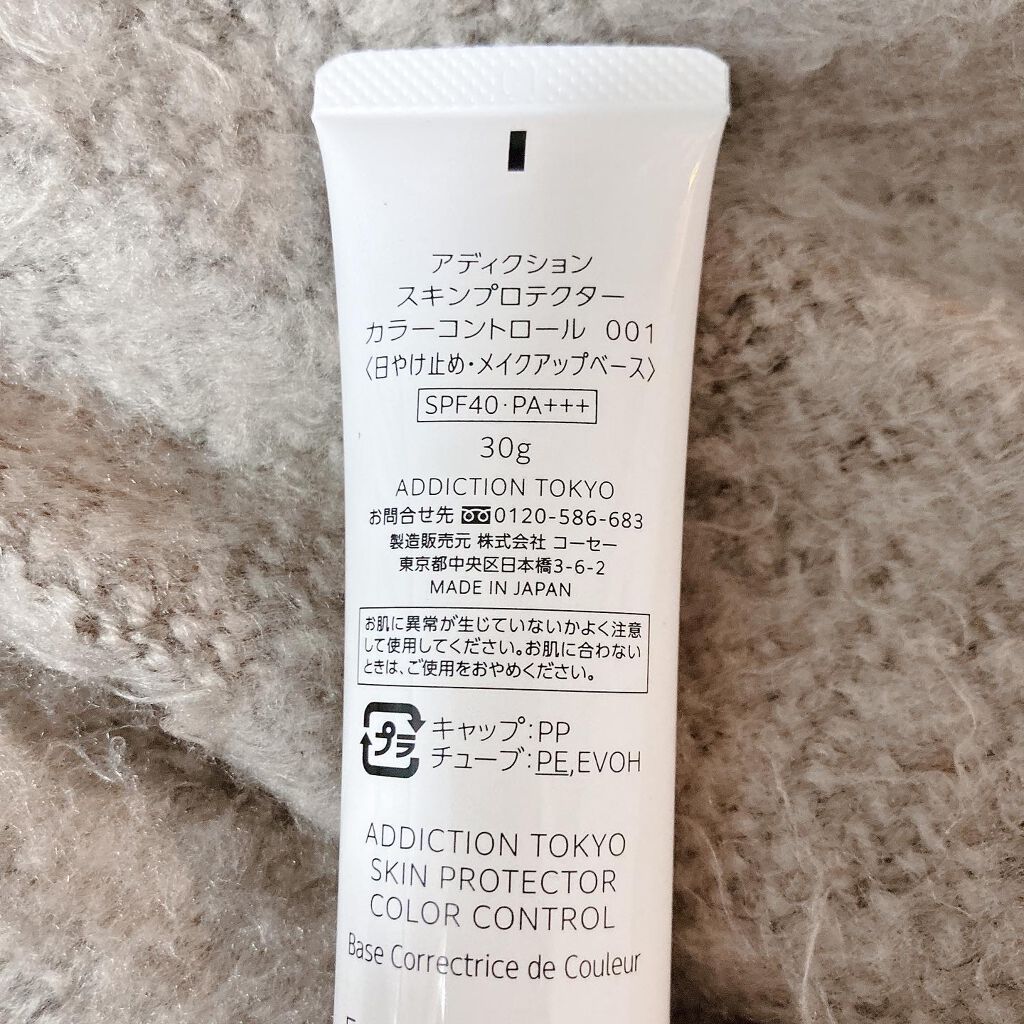 アディクション
スキンプロテクター
カラーコントロール 001
〈日やけ止め・メイクアップベース〉
SPF40・PA+++
30g
ADDICTION TOKYO
お問合せ先 0120-586-683
製造販売元 株式会社 コーセー
東京都中央区日本橋3-6-2
MADE IN JAPAN
お肌に異常が生じていないかよく注意
して使用してください。お肌に合わない
ときは、ご使用をおやめください。
プラ
キャップ:PP
チューブ:PE,EVOH
ADDICTION TOKYO
SKIN PROTECTOR
COLOR CONTROL
Base Correctrice de Couleur